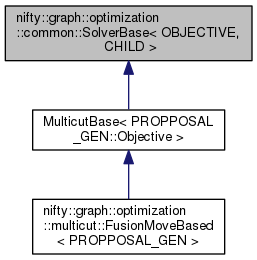 nifty::graph::optimization
::common::SolverBase< OBJECTIVE,
CHILD >
MulticutBase< PROPPOSAL
_GEN::Objective >
nifty::graph::optimization
::multicut::FusionMoveBased
< PROPPOSAL_GEN >